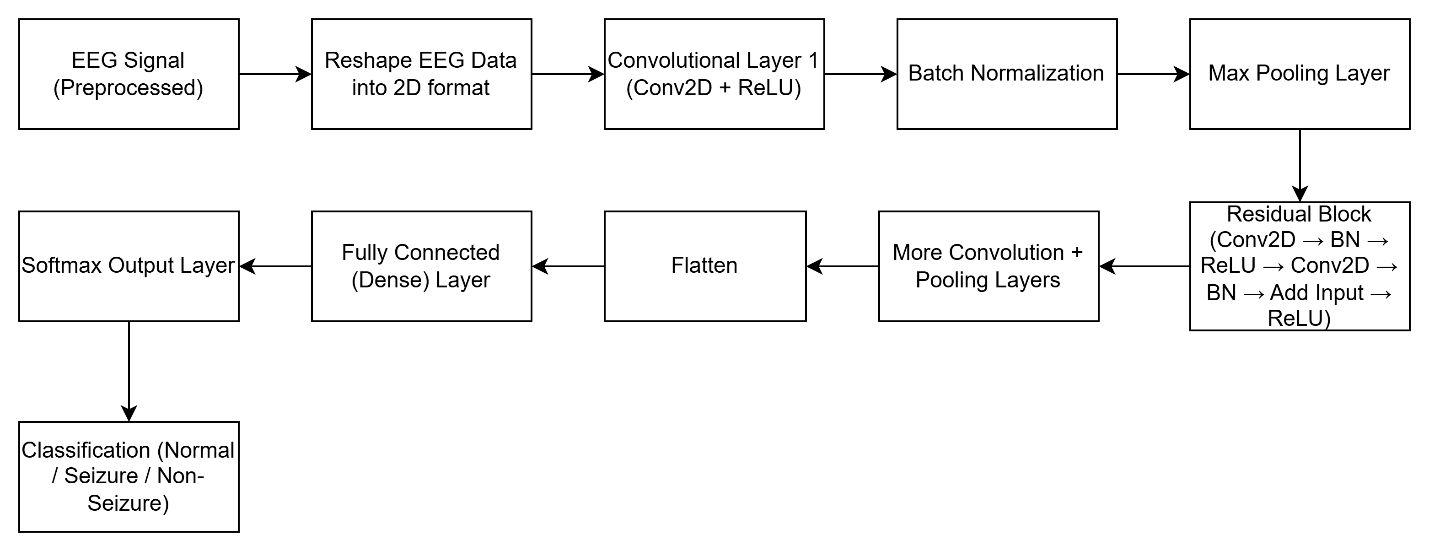 EEG Signal
(Preprocessed)
Reshape EEG Data
into 2D format
Convolutional Layer 1
(Conv2D + ReLU)
Batch Normalization
Max Pooling Layer
Residual Block
(Conv2D → BN →
ReLU → Conv2D →
BN → Add Input →
ReLU)
More Convolution +
Pooling Layers
Flatten
Fully Connected
(Dense) Layer
Softmax Output Layer
Classification (Normal
/ Seizure / Non-
Seizure)